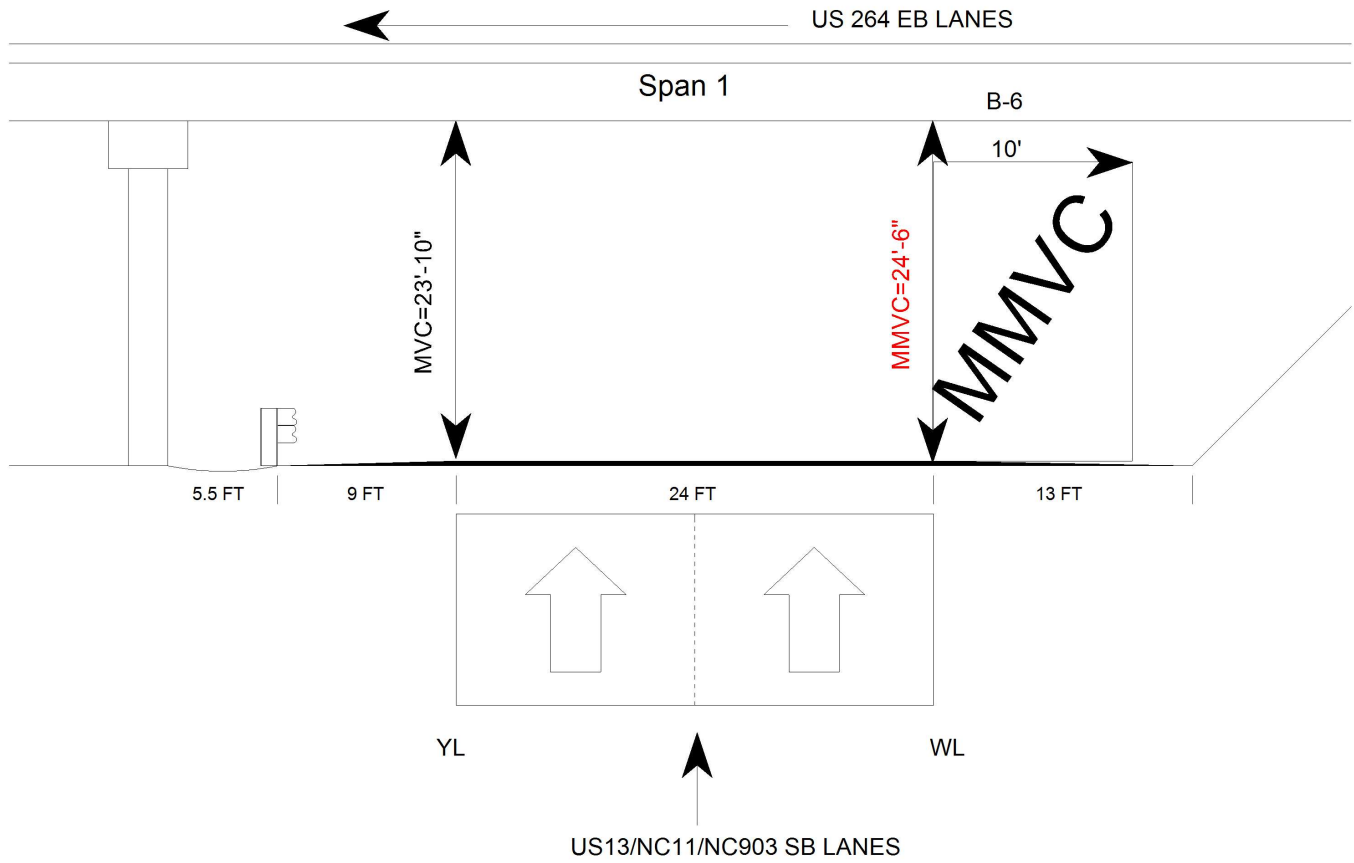 US 264 EB LANES
Span 1
B-6
10'
MVC=23'-10"
MMVC=24'-6"
MMVC
5.5 FT
9 FT
24 FT
13 FT
YL
WL
US13/NC11/NC903 SB LANES